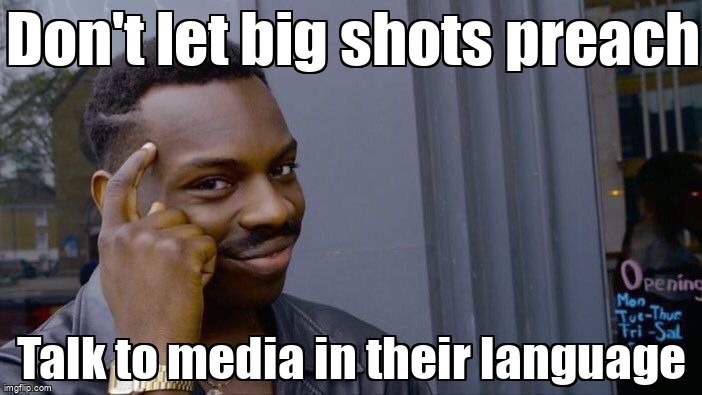 Don't let big shots preach
Opening
Mon
Tue-Thur
Fri-Sat
Talk to media in their language
imgflip.com